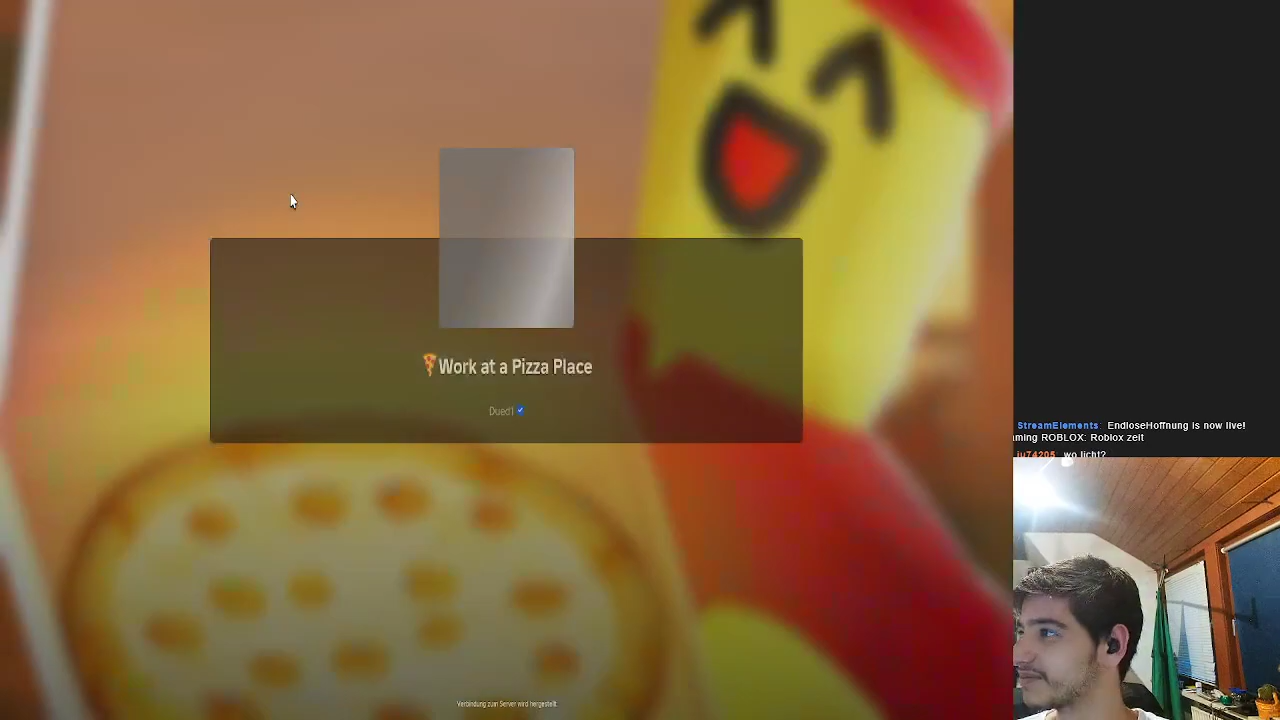 🍕Work at a Pizza Place
Dued1
Verbindung zum Server wird hergestellt
StreamElements: EndloseHoffnung is now live!
aming ROBLOX: Roblox zeit
iu74205 wo licht?